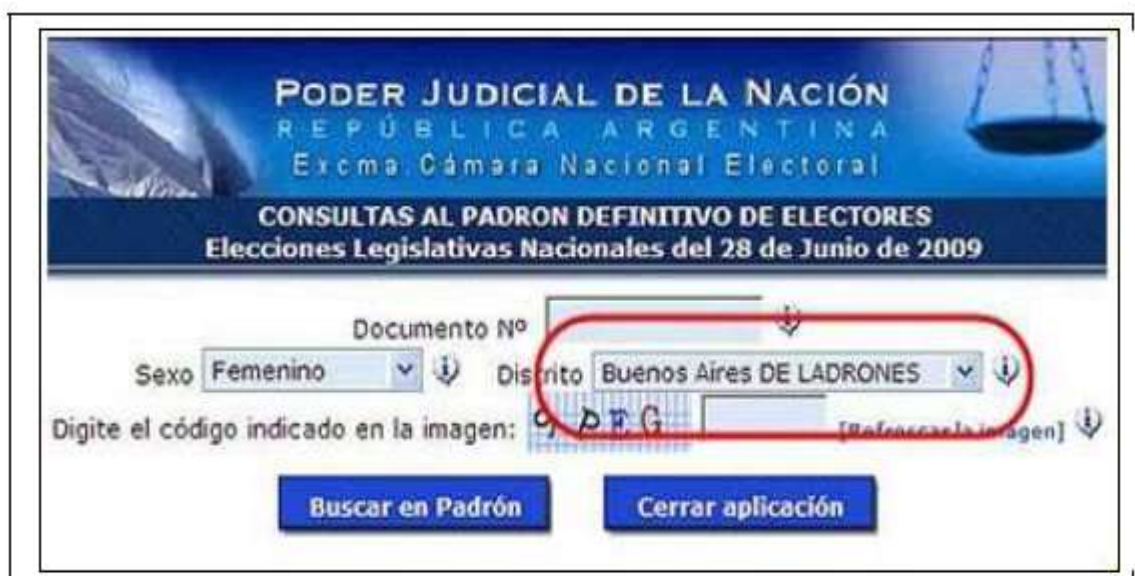 PODER JUDICIAL DE LA NACIÓN
REPÚBLICA ARGENTINA
Excma. Cámara Nacional Electoral
CONSULTAS AL PADRON DEFINITIVO DE ELECTORES
Elecciones Legislativas Nacionales del 28 de Junio de 2009
Documento Nº
Sexo Femenino Distrito Buenos Aires DE LADRONES
Digite el código indicado en la imagen: 9 P E G [Refrescar la imagen]
Buscar en Padrón Cerrar aplicación